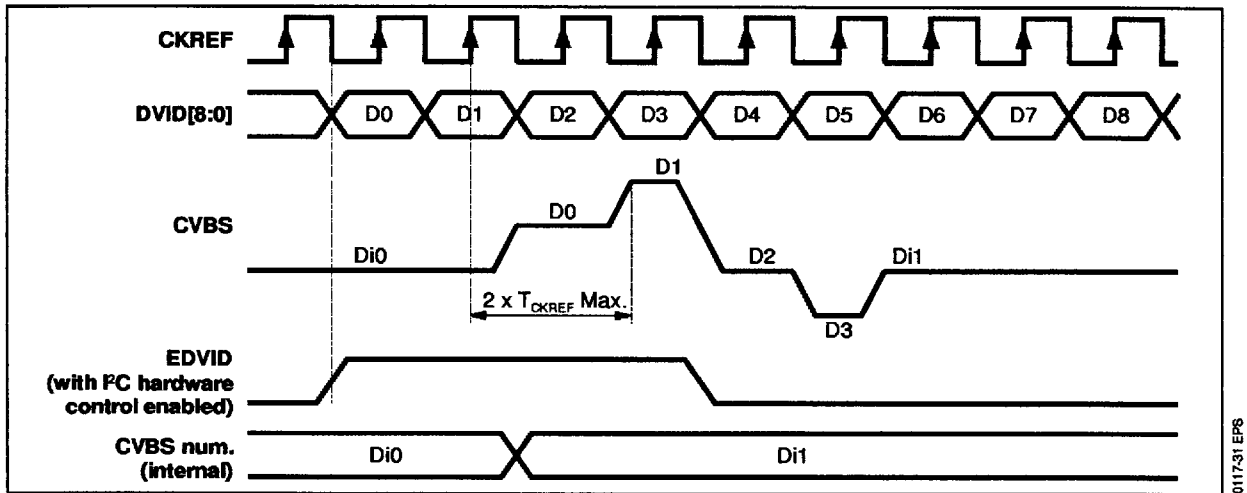 CKREF
DVID[8:0]
D0 D1 D2 D3 D4 D5 D6 D7 D8
CVBS
Di0 D0 D1 D2 D3 Di1
2 x TCKREF Max.
EDVID
(with I²C hardware
control enabled)
CVBS num.
(internal)
Di0 Di1
0117-31 EPS